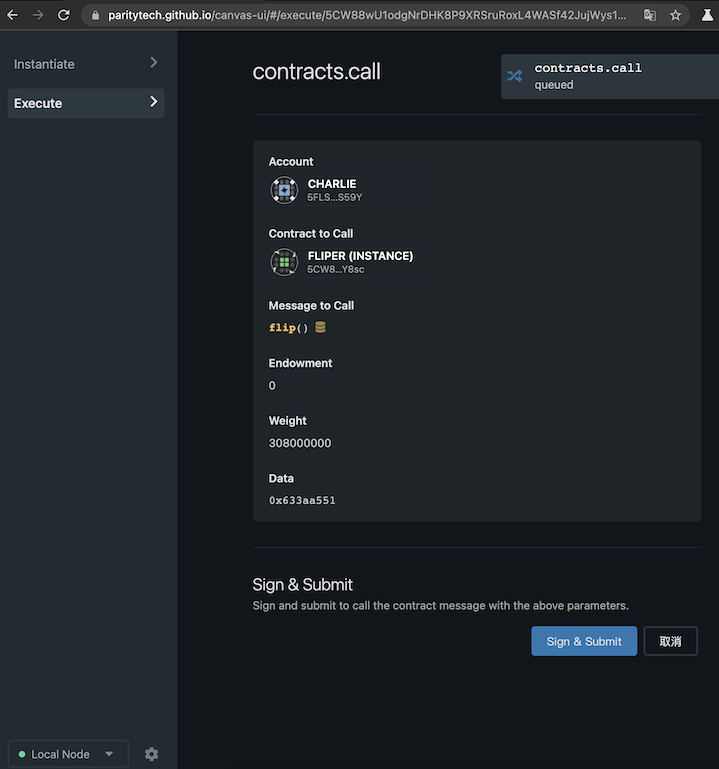 paritytech.github.io/canvas-ui/#/execute/5CW88wU1odgNrDHK8P9XRSruRoxL4WASf42JujWys1...
Instantiate
Execute
contracts.call
contracts.call
queued
Account
CHARLIE
5FLS...S59Y
Contract to Call
FLIPER (INSTANCE)
5CW8...Y8sc
Message to Call
flip()
Endowment
0
Weight
308000000
Data
0x633aa551
Sign & Submit
Sign and submit to call the contract message with the above parameters.
Sign & Submit
取消
Local Node